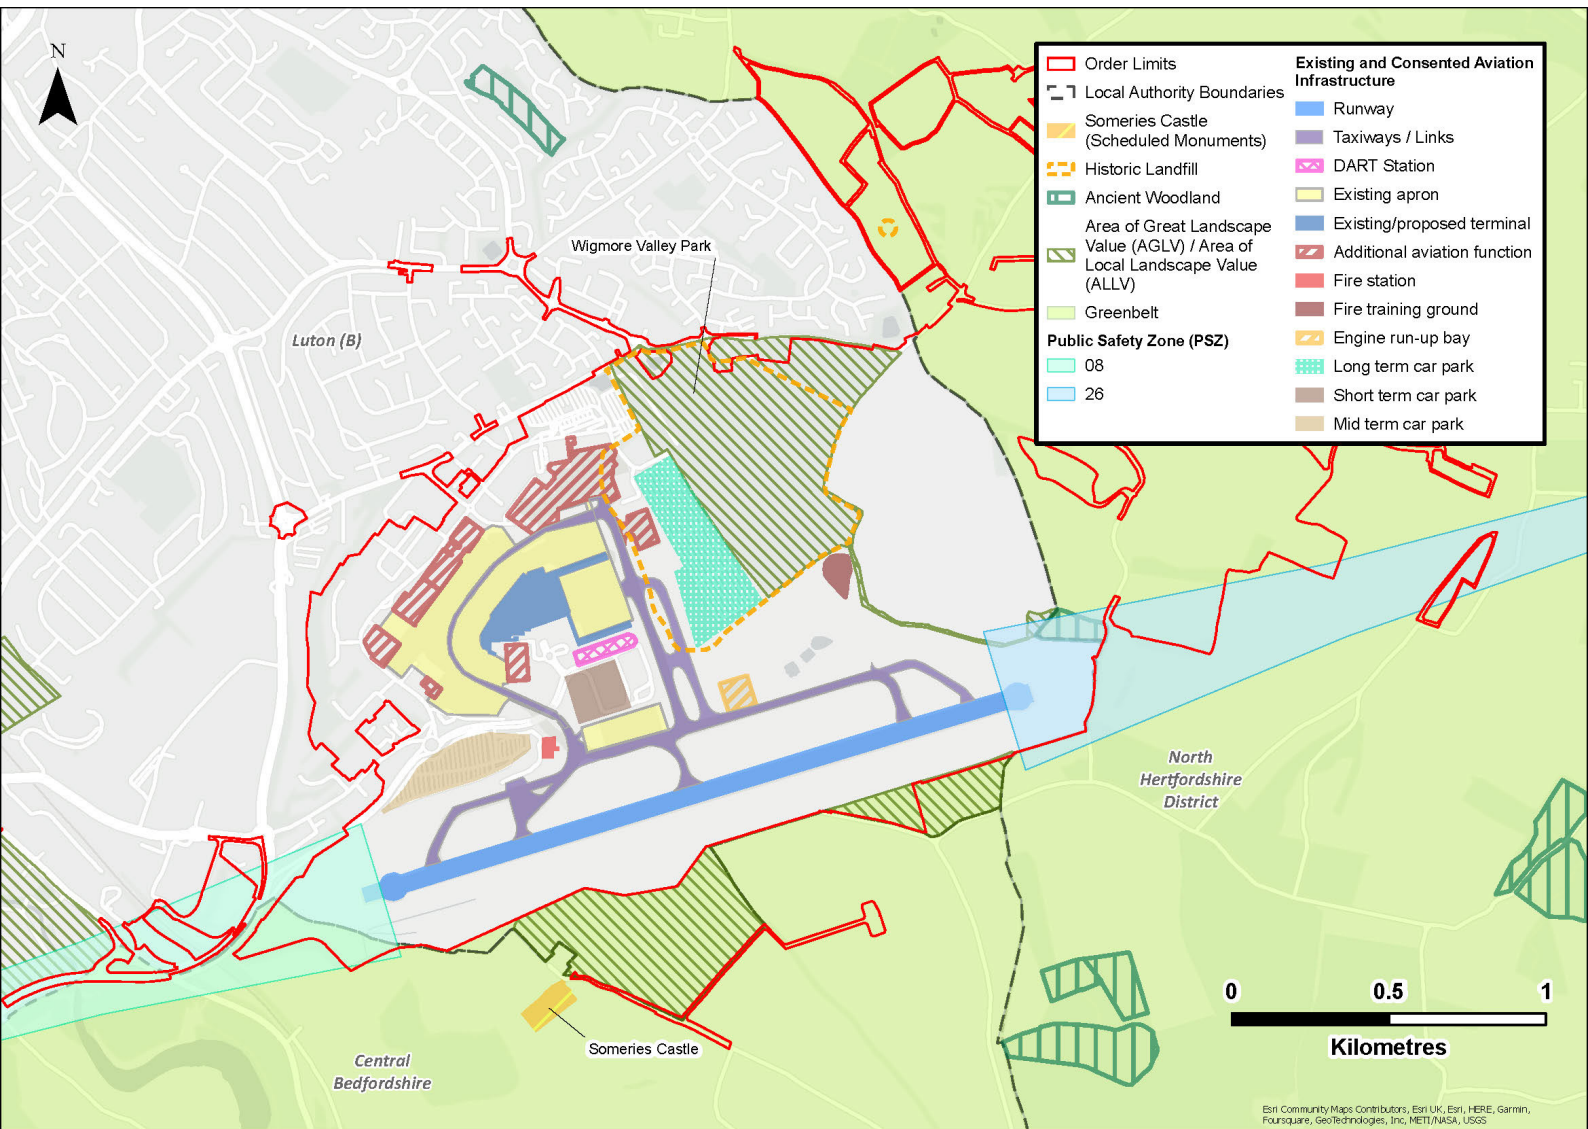 N
Order Limits
Local Authority Boundaries
Someries Castle
(Scheduled Monuments)
Historic Landfill
Ancient Woodland
Area of Great Landscape
Value (AGLV) / Area of
Local Landscape Value
(ALLV)
Greenbelt
Public Safety Zone (PSZ)
08
26
Existing and Consented Aviation
Infrastructure
Runway
Taxiways / Links
DART Station
Existing apron
Existing/proposed terminal
Additional aviation function
Fire station
Fire training ground
Engine run-up bay
Long term car park
Short term car park
Mid term car park
Wigmore Valley Park
Luton (B)
North
Hertfordshire
District
Someries Castle
Central
Bedfordshire
0 0.5 1
Kilometres
Esri Community Maps Contributors, Esri UK, Esri, HERE, Garmin,
Foursquare, GeoTechnologies, Inc, METI/NASA, USGS